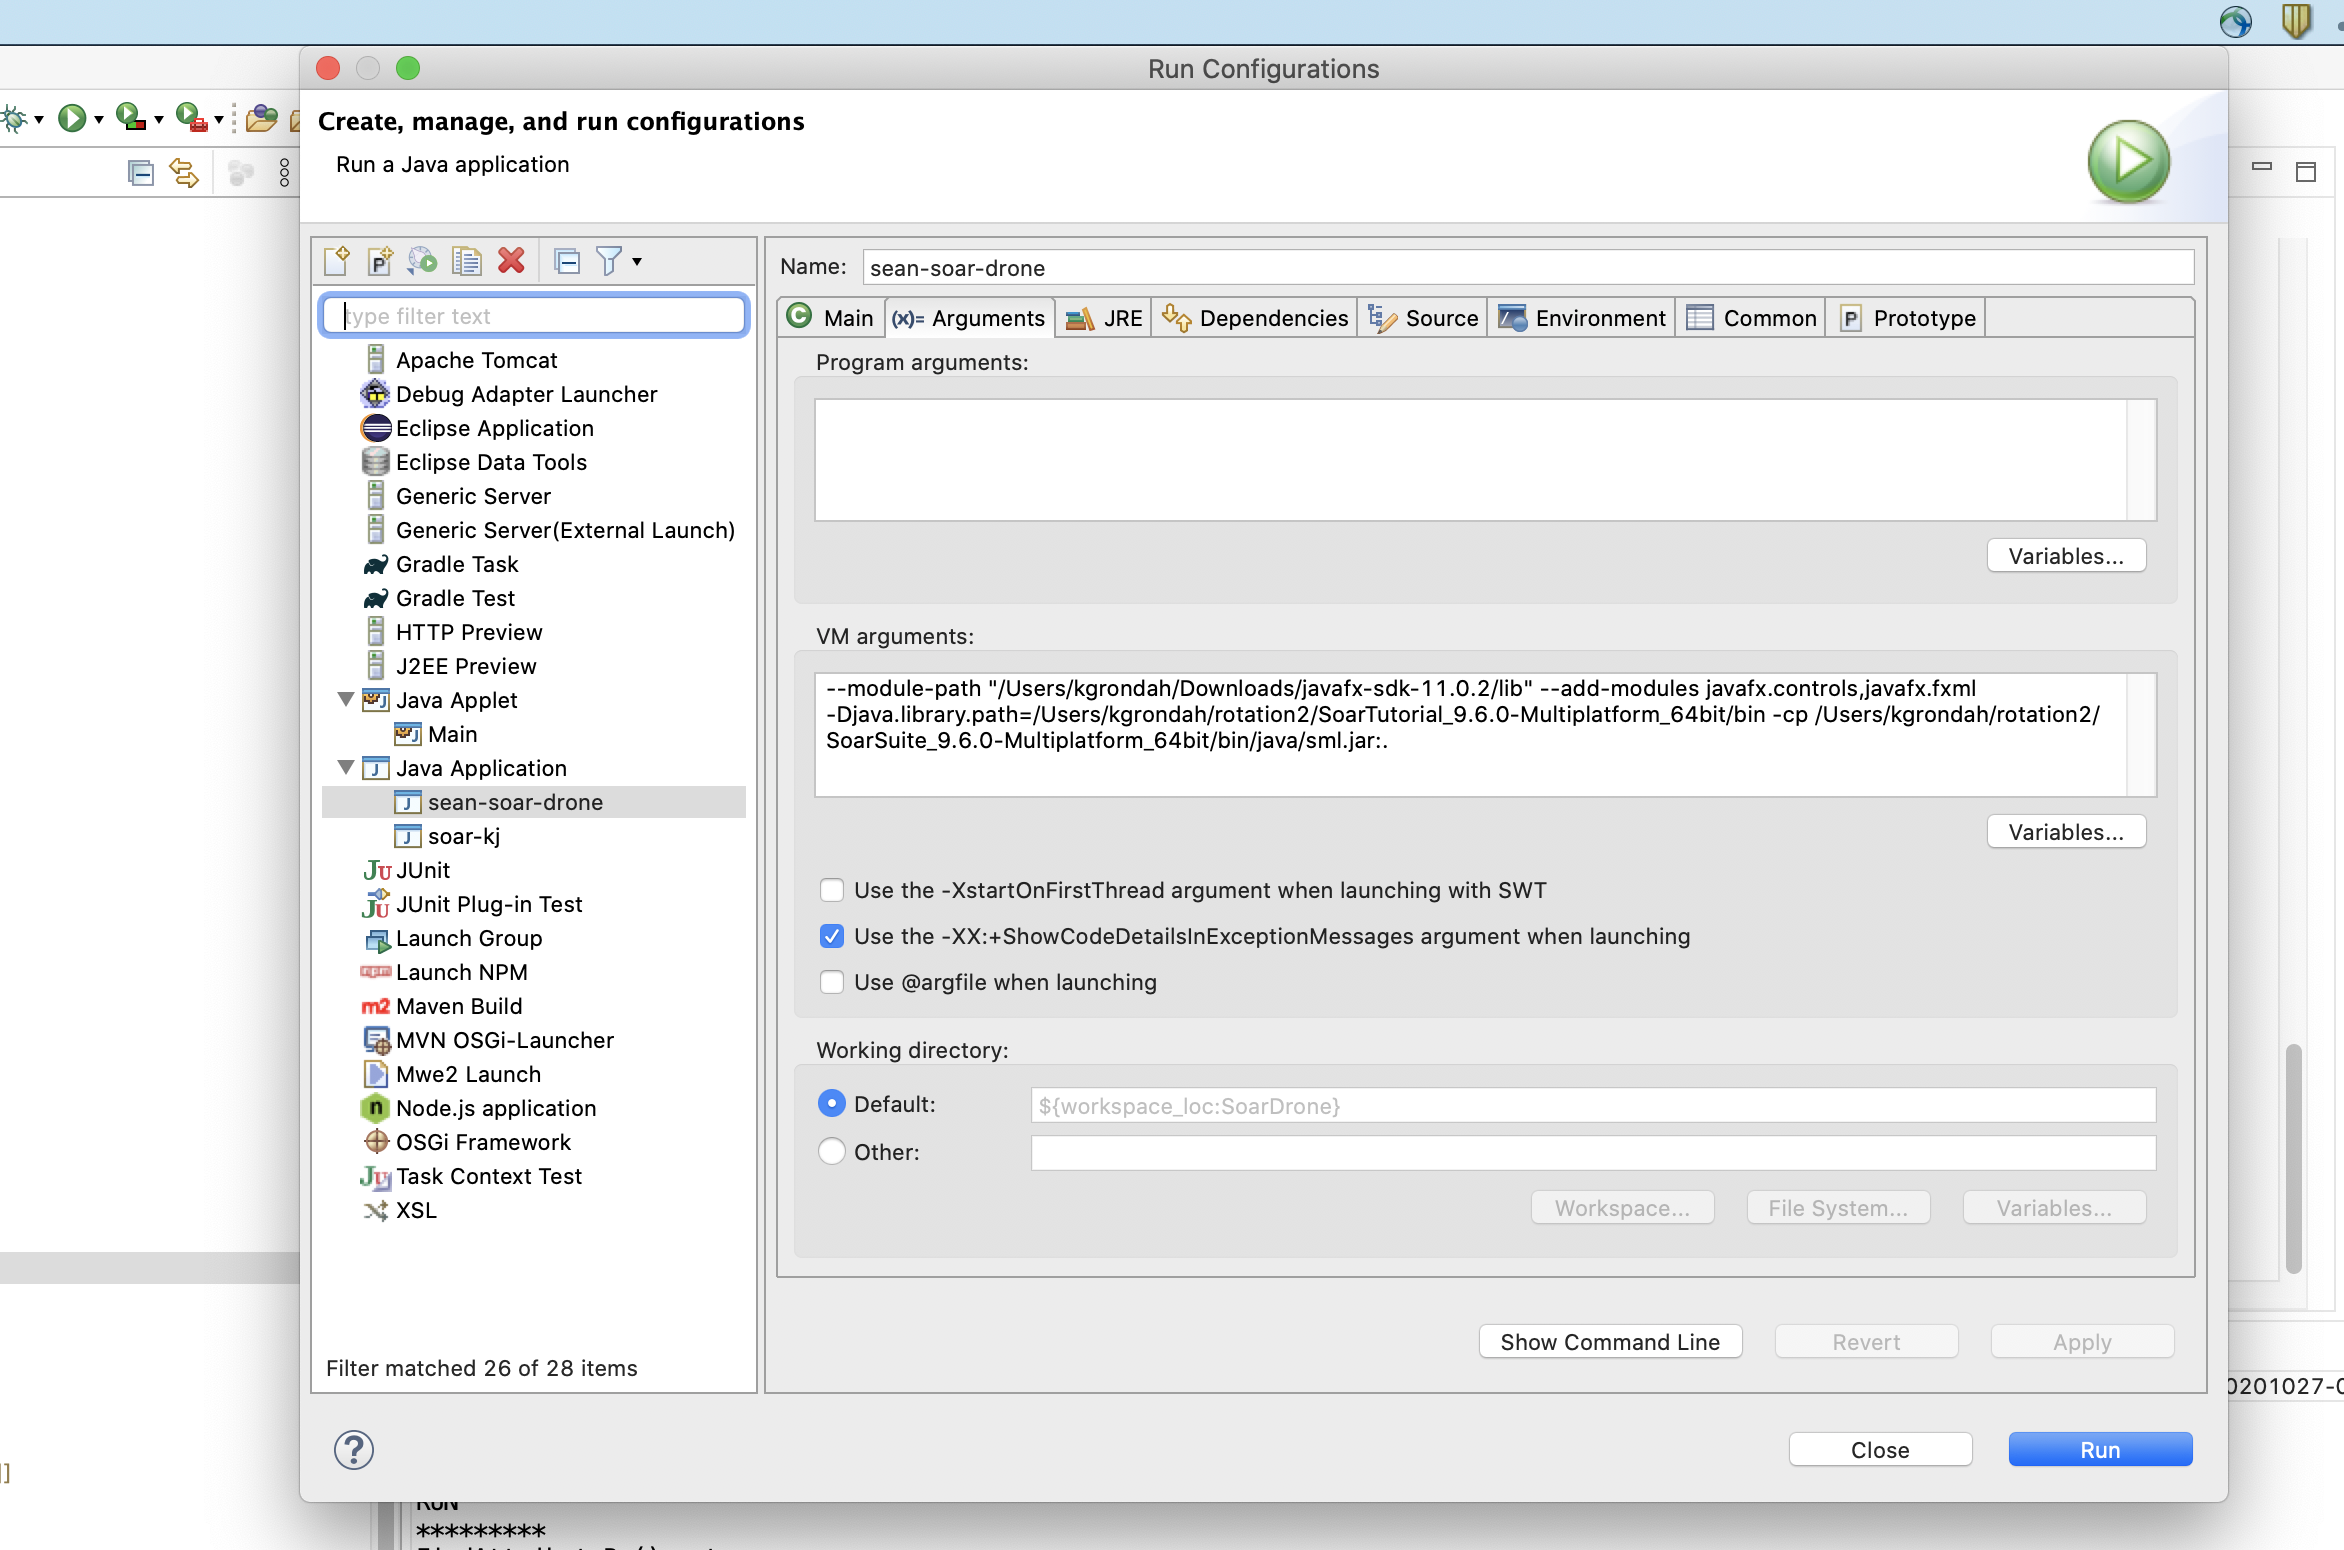 Run Configurations
Create, manage, and run configurations
Run a Java application
type filter text
Apache Tomcat
Debug Adapter Launcher
Eclipse Application
Eclipse Data Tools
Generic Server
Generic Server(External Launch)
Gradle Task
Gradle Test
HTTP Preview
J2EE Preview
Java Applet
Main
Java Application
sean-soar-drone
soar-kj
JUnit
JUnit Plug-in Test
Launch Group
Launch NPM
Maven Build
MVN OSGi-Launcher
Mwe2 Launch
Node.js application
OSGi Framework
Task Context Test
XSL
Filter matched 26 of 28 items
Name: sean-soar-drone
Main (x)= Arguments JRE Dependencies Source Environment Common Prototype
Program arguments:
Variables...
VM arguments:
--module-path "/Users/kgrondah/Downloads/javafx-sdk-11.0.2/lib" --add-modules javafx.controls,javafx.fxml
-Djava.library.path=/Users/kgrondah/rotation2/SoarTutorial_9.6.0-Multiplatform_64bit/bin -cp /Users/kgrondah/rotation2/
SoarSuite_9.6.0-Multiplatform_64bit/bin/java/sml.jar:.
Variables...
Use the -XstartOnFirstThread argument when launching with SWT
Use the -XX:+ShowCodeDetailsInExceptionMessages argument when launching
Use @argfile when launching
Working directory:
Default: ${workspace_loc:SoarDrone}
Other:
Workspace... File System... Variables...
Show Command Line Revert Apply
0201027-0
? Close Run
]]
RUN
*********